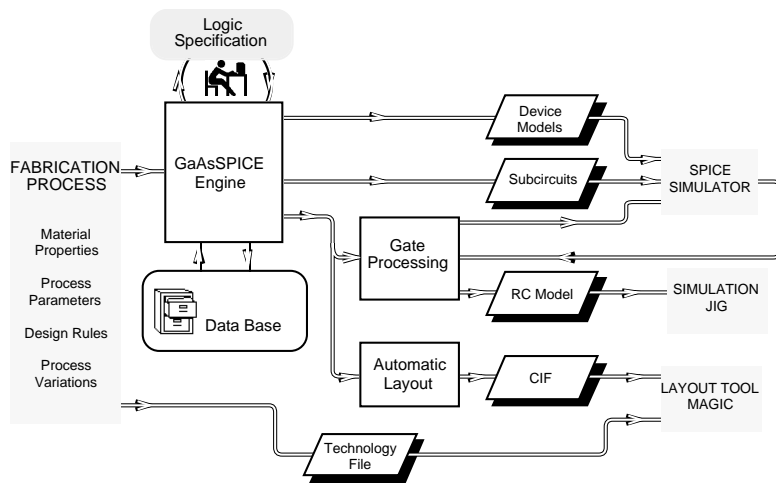 Logic
Specification
FABRICATION
PROCESS
Material
Properties
Process
Parameters
Design Rules
Process
Variations
GaAsSPICE
Engine
Data Base
Device
Models
Subcircuits
SPICE
SIMULATOR
Gate
Processing
RC Model
SIMULATION
JIG
Automatic
Layout
CIF
LAYOUT TOOL
MAGIC
Technology
File